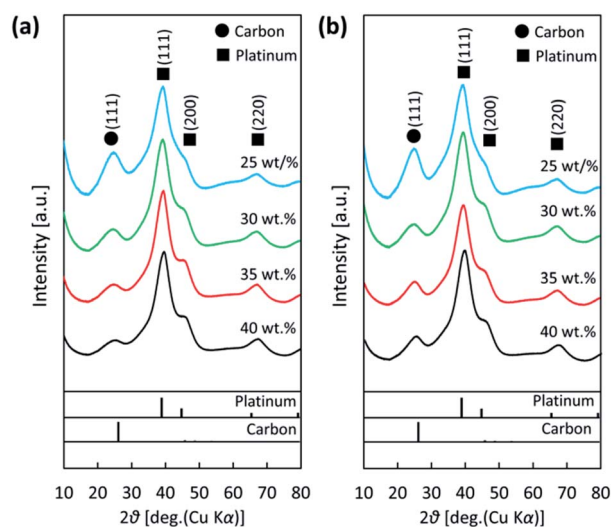 (a)
Carbon
Platinum
(111)
(111)
(200)
(220)
25 wt/%
30 wt.%
35 wt.%
40 wt.%
Intensity [a.u.]
Platinum
Carbon
10 20 30 40 50 60 70 80
2ϑ [deg.(Cu Kα)]
(b)
Carbon
Platinum
(111)
(111)
(200)
(220)
25 wt/%
30 wt.%
35 wt.%
40 wt.%
Intensity [a.u.]
Platinum
Carbon
10 20 30 40 50 60 70 80
2ϑ [deg.(Cu Kα)]